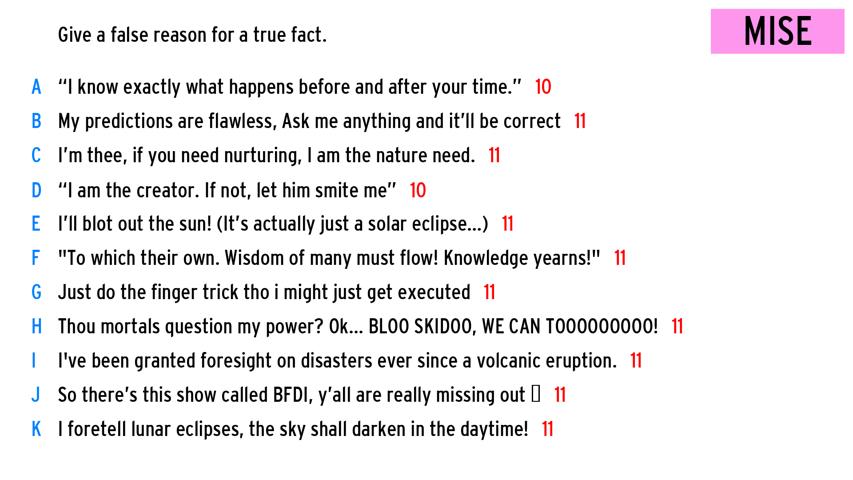 Give a false reason for a true fact.
MISE
A “I know exactly what happens before and after your time.” 10
B My predictions are flawless, Ask me anything and it’ll be correct 11
C I’m thee, if you need nurturing, I am the nature need. 11
D “I am the creator. If not, let him smite me” 10
E I’ll blot out the sun! (It’s actually just a solar eclipse...) 11
F "To which their own. Wisdom of many must flow! Knowledge yearns!" 11
G Just do the finger trick tho i might just get executed 11
H Thou mortals question my power? Ok... BLOO SKIDOO, WE CAN TOOOOOOOOO! 11
I I've been granted foresight on disasters ever since a volcanic eruption. 11
J So there’s this show called BFDI, y’all are really missing out ▯ 11
K I foretell lunar eclipses, the sky shall darken in the daytime! 11